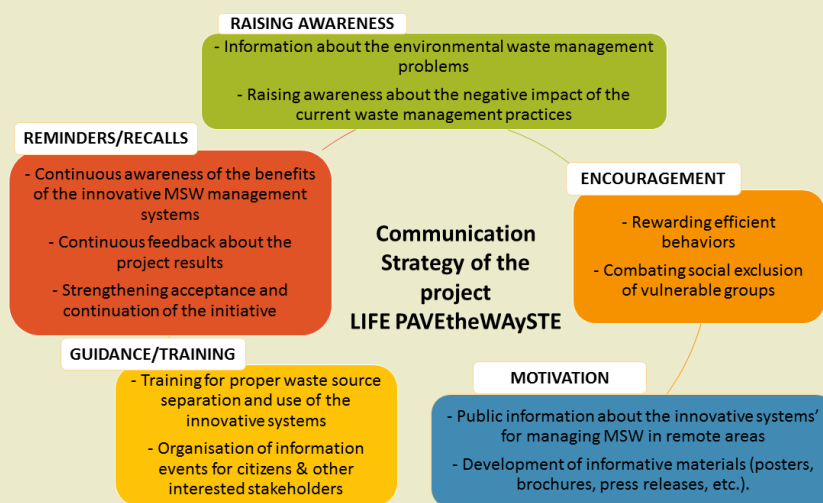 RAISING AWARENESS
- Information about the environmental waste management
problems
- Raising awareness about the negative impact of the
current waste management practices
REMINDERS/RECALLS
- Continuous awareness of the benefits
of the innovative MSW management
systems
- Continuous feedback about the
project results
- Strengthening acceptance and
continuation of the initiative
ENCOURAGEMENT
- Rewarding efficient
behaviors
- Combating social exclusion
of vulnerable groups
Communication
Strategy of the
project
LIFE PAVEtheWAySTE
GUIDANCE/TRAINING
- Training for proper waste source
separation and use of the
innovative systems
- Organisation of information
events for citizens & other
interested stakeholders
MOTIVATION
- Public information about the innovative systems’
for managing MSW in remote areas
- Development of informative materials (posters,
brochures, press releases, etc.).